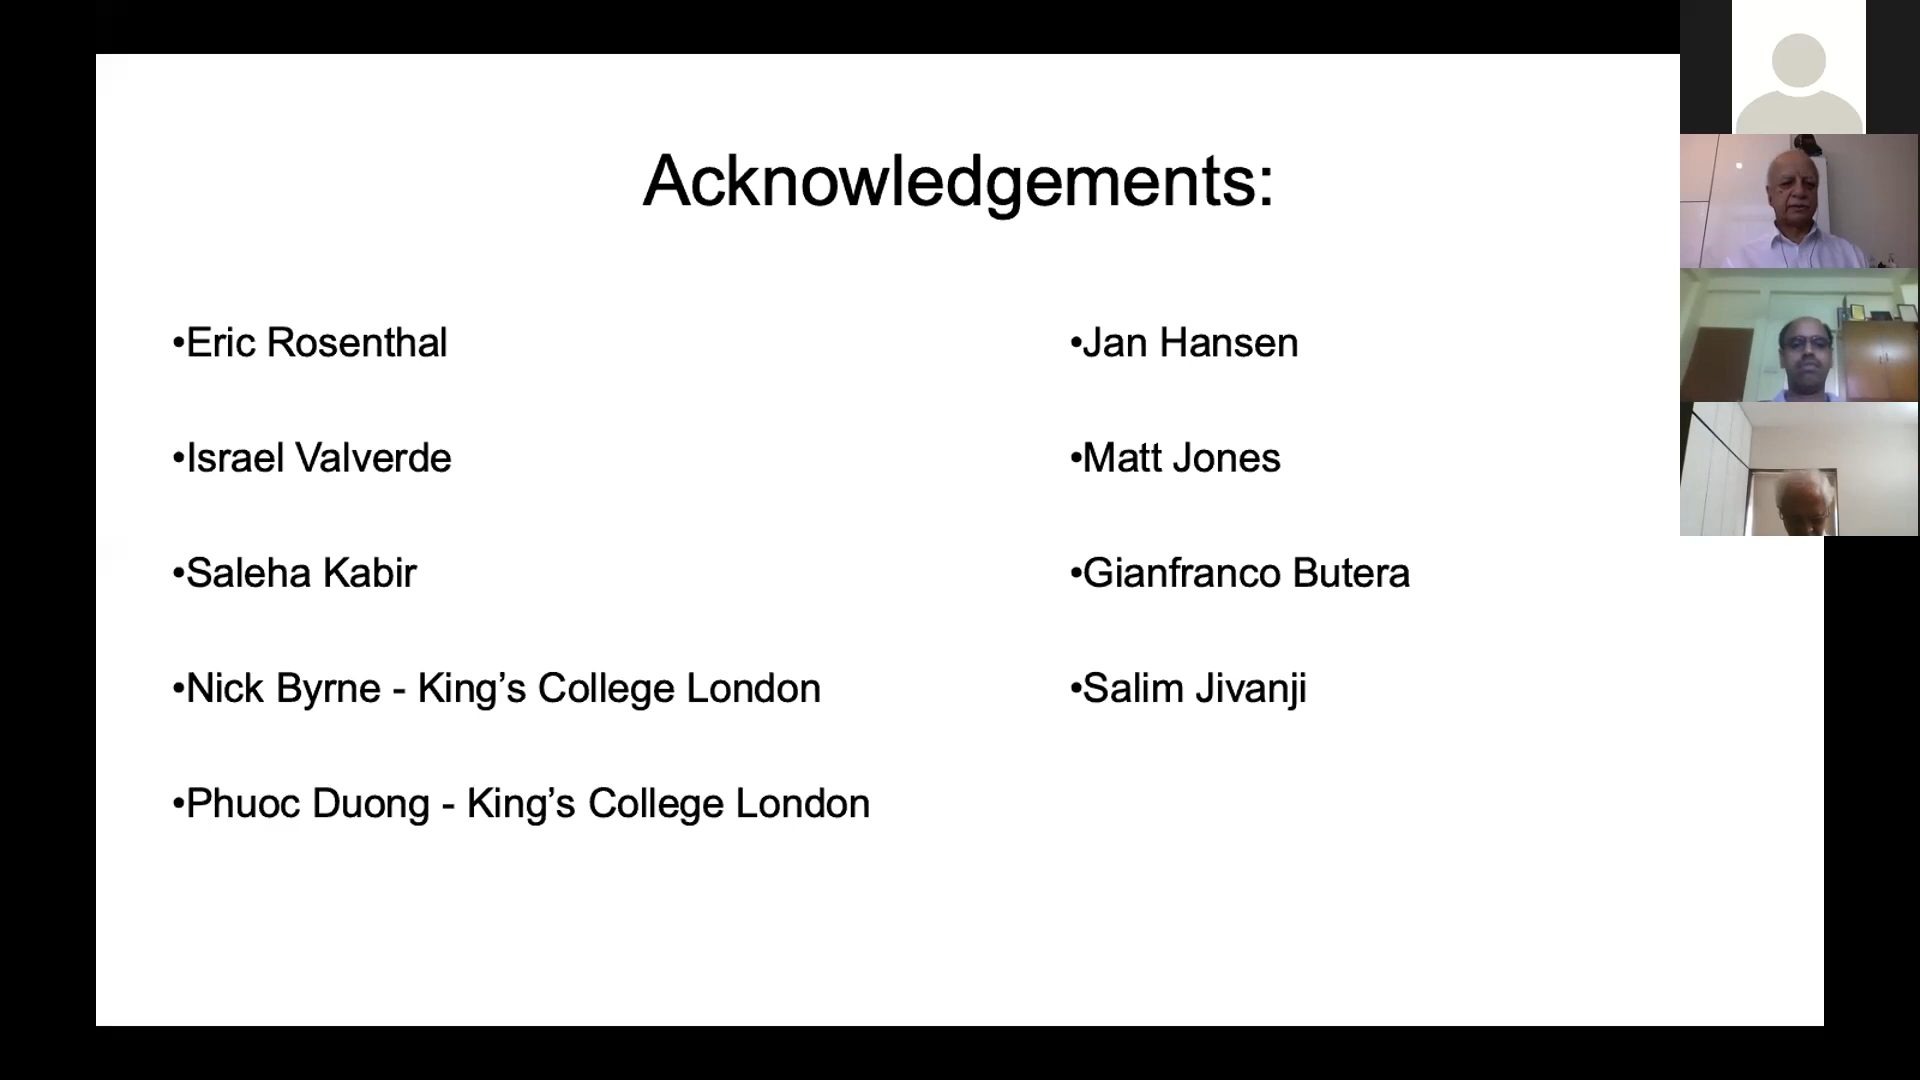 Acknowledgements:
•Eric Rosenthal
•Israel Valverde
•Saleha Kabir
•Nick Byrne - King’s College London
•Phuoc Duong - King’s College London
•Jan Hansen
•Matt Jones
•Gianfranco Butera
•Salim Jivanji